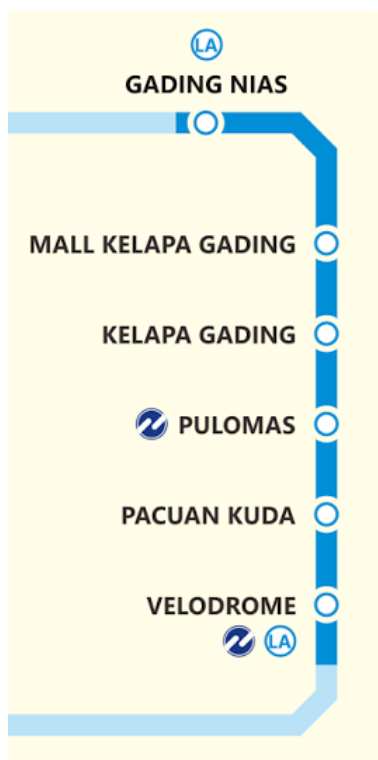 LA
GADING NIAS
MALL KELAPA GADING
KELAPA GADING
PULOMAS
PACUAN KUDA
VELODROME
LA